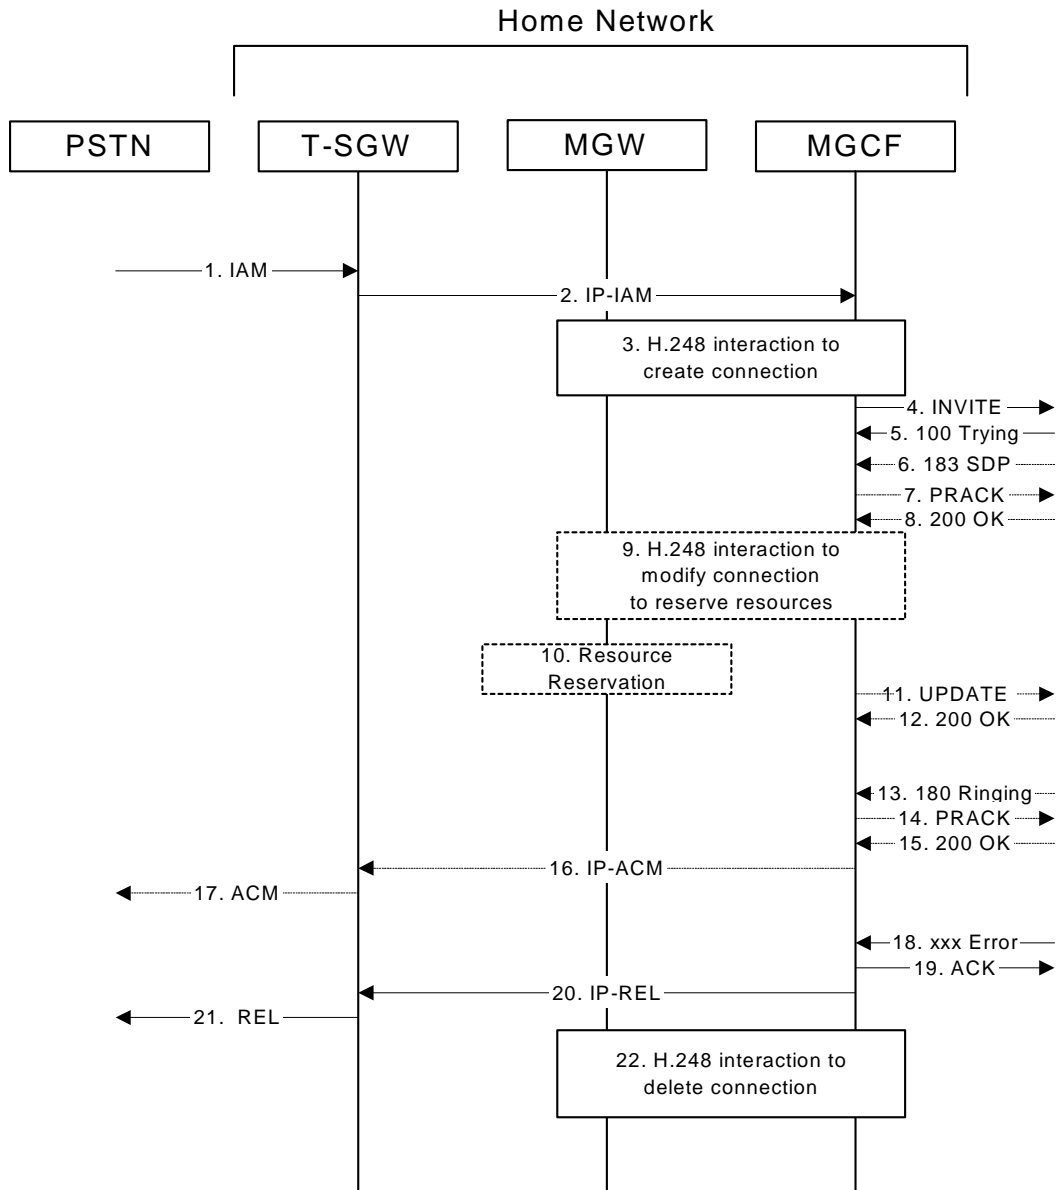 Home Network
PSTN
T-SGW
MGW
MGCF
1. IAM
2. IP-IAM
3. H.248 interaction to
create connection
4. INVITE
5. 100 Trying
6. 183 SDP
7. PRACK
8. 200 OK
9. H.248 interaction to
modify connection
to reserve resources
10. Resource
Reservation
11. UPDATE
12. 200 OK
13. 180 Ringing
14. PRACK
15. 200 OK
16. IP-ACM
17. ACM
18. xxx Error
19. ACK
20. IP-REL
21. REL
22. H.248 interaction to
delete connection